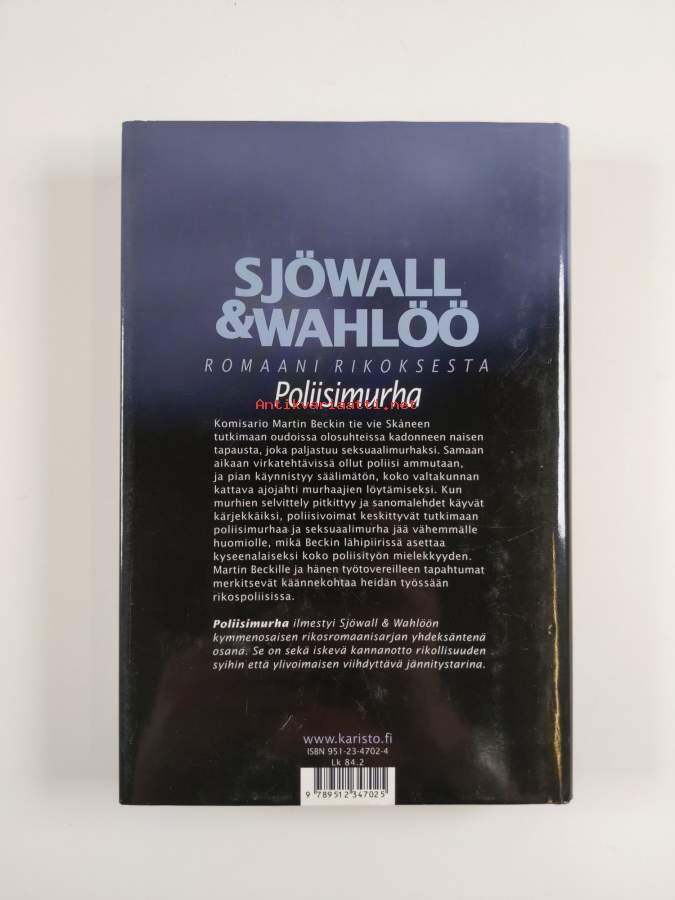 SJÖWALL
&WAHLÖÖ
ROMAANI RIKOKSESTA
Poliisimurha
Antikvariaatti.net
Komisario Martin Beckin tie vie Skåneen
tutkimaan oudoissa olosuhteissa kadonneen naisen
tapausta, joka paljastuu seksuaalimurhaksi. Samaan
aikaan virkatehtävissä ollut poliisi ammutaan,
ja pian käynnistyy säälimätön, koko valtakunnan
kattava ajojahti murhaajien löytämiseksi. Kun
murhien selvittely pitkittyy ja sanomalehdet käyvät
kärjekkäiksi, poliisivoimat keskittyvät tutkimaan
poliisimurhaa ja seksuaalimurha jää vähemmälle
huomiolle, mikä Beckin lähipiirissä asettaa
kyseenalaiseksi koko poliisityön mielekkyyden.
Martin Beckille ja hänen työtovereilleen tapahtumat
merkitsevät käännekohtaa heidän työssään
rikospoliisissa.
Poliisimurha ilmestyi Sjöwall & Wahlöön
kymmenosaisen rikosromaanisarjan yhdeksäntenä
osana. Se on sekä iskevä kannanotto rikollisuuden
syihin että ylivoimaisen viihdyttävä jännitystarina.
www.karisto.fi
ISBN 951-23-4702-4
Lk 84.2
9 789512 347025